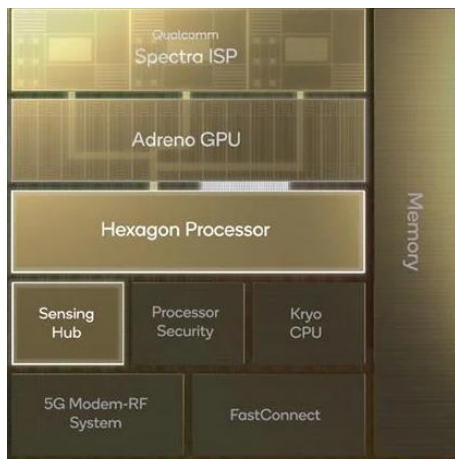 Qualcomm
Spectra ISP
Adreno GPU
Hexagon Processor
Memory
Sensing
Hub
Processor
Security
Kryo
CPU
5G Modem-RF
System
FastConnect